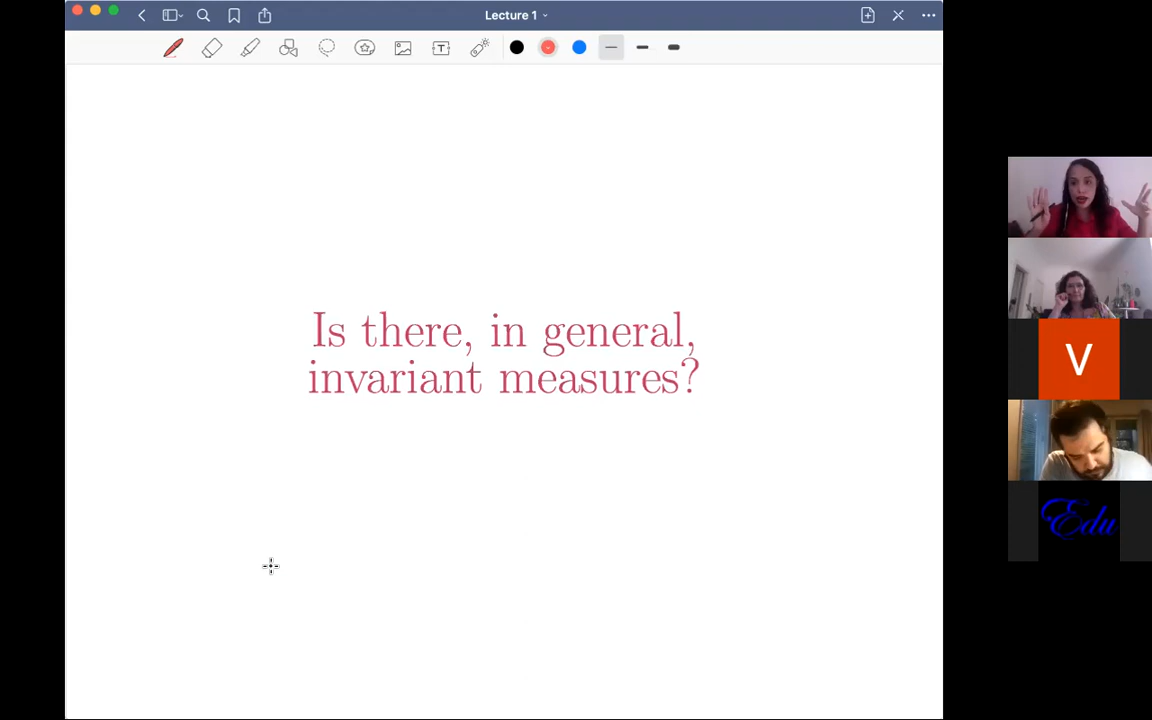 Lecture 1
Is there, in general,
invariant measures?
T
V
Edu